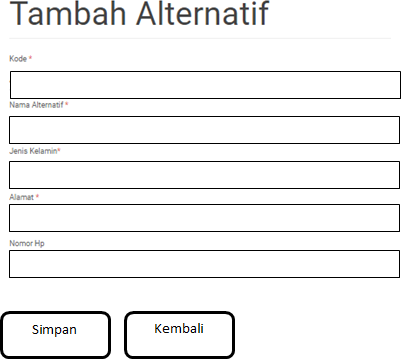 Tambah Alternatif
Kode *
Nama Alternatif *
Jenis Kelamin*
Alamat *
Nomor Hp
Simpan
Kembali